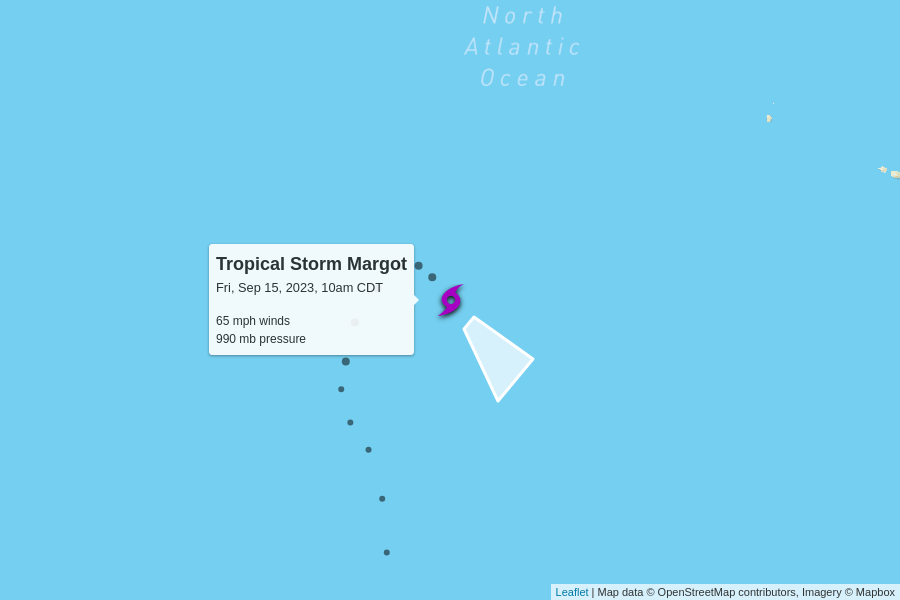 North
Atlantic
Ocean
Tropical Storm Margot
Fri, Sep 15, 2023, 10am CDT
65 mph winds
990 mb pressure
Leaflet | Map data © OpenStreetMap contributors, Imagery © Mapbox